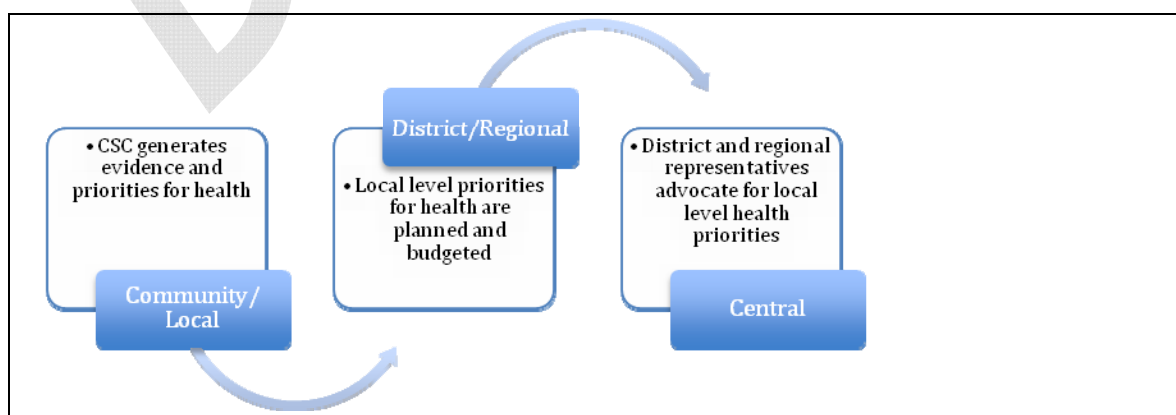 • CSC generates
evidence and
priorities for health
Community/
Local
District/Regional
• Local level priorities
for health are
planned and
budgeted
• District and regional
representatives
advocate for local
level health
priorities
Central